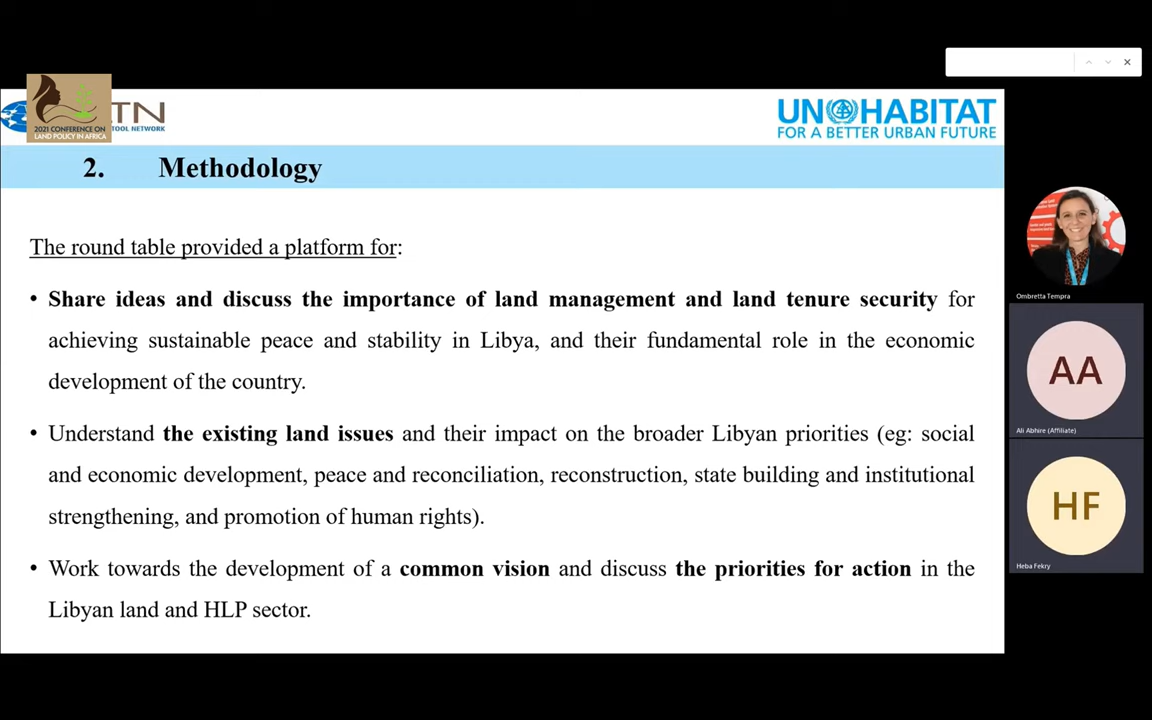 2021 CONFERENCE ON
LAND POLICY IN AFRICA
TN
TOOL NETWORK
UN HABITAT
FOR A BETTER URBAN FUTURE
2. Methodology
The round table provided a platform for:
• Share ideas and discuss the importance of land management and land tenure security for
achieving sustainable peace and stability in Libya, and their fundamental role in the economic
development of the country.
• Understand the existing land issues and their impact on the broader Libyan priorities (eg: social
and economic development, peace and reconciliation, reconstruction, state building and institutional
strengthening, and promotion of human rights).
• Work towards the development of a common vision and discuss the priorities for action in the
Libyan land and HLP sector.
Ombretta Tempra
AA
Ali Abhire (Affiliate)
HF
Heba Fekry